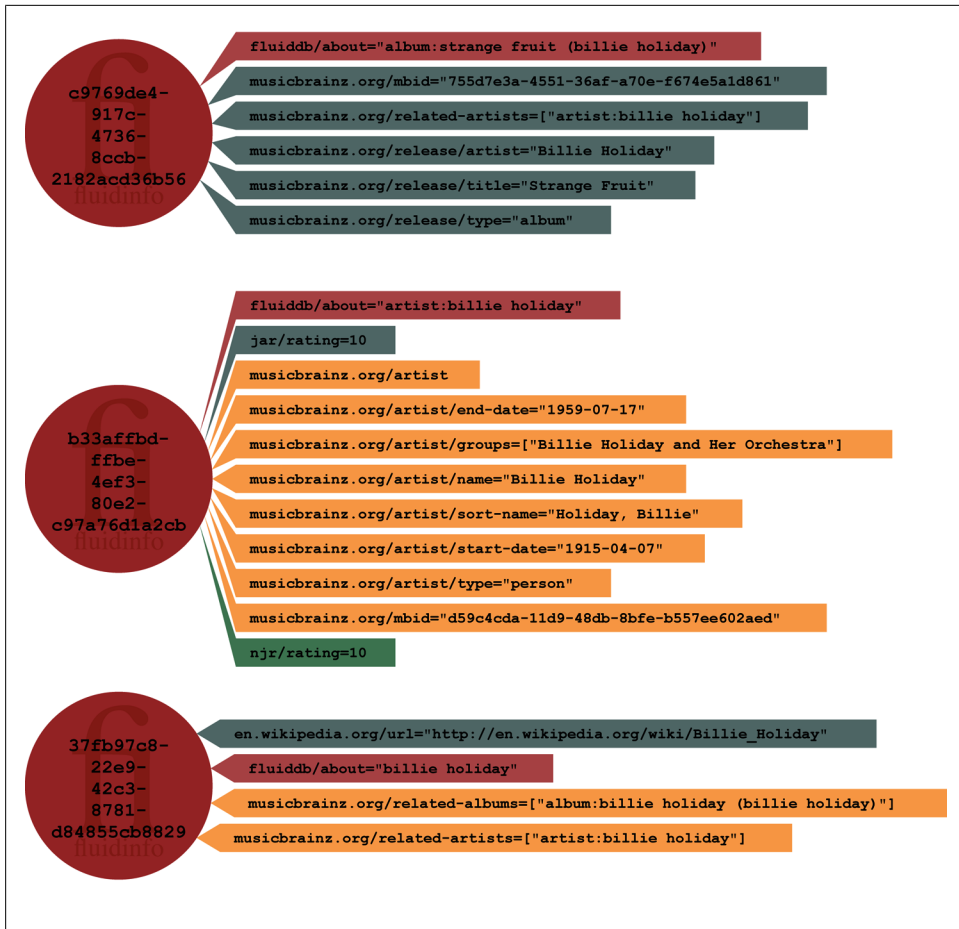 c9769de4-
917c-
4736-
8ccb-
2182acd36b56
fluidinfo
fluiddb/about="album:strange fruit (billie holiday)"
musicbrainz.org/mbid="755d7e3a-4551-36af-a70e-f674e5a1d861"
musicbrainz.org/related-artists=["artist:billie holiday"]
musicbrainz.org/release/artist="Billie Holiday"
musicbrainz.org/release/title="Strange Fruit"
musicbrainz.org/release/type="album"
b33affbd-
ffbe-
4ef3-
80e2-
c97a76d1a2cb
fluidinfo
fluiddb/about="artist:billie holiday"
jar/rating=10
musicbrainz.org/artist
musicbrainz.org/artist/end-date="1959-07-17"
musicbrainz.org/artist/groups=["Billie Holiday and Her Orchestra"]
musicbrainz.org/artist/name="Billie Holiday"
musicbrainz.org/artist/sort-name="Holiday, Billie"
musicbrainz.org/artist/start-date="1915-04-07"
musicbrainz.org/artist/type="person"
musicbrainz.org/mbid="d59c4cda-11d9-48db-8bfe-b557ee602aed"
njr/rating=10
37fb97c8-
22e9-
42c3-
8781-
d84855cb8829
fluidinfo
en.wikipedia.org/url="http://en.wikipedia.org/wiki/Billie_Holiday"
fluiddb/about="billie holiday"
musicbrainz.org/related-albums=["album:billie holiday (billie holiday)"]
musicbrainz.org/related-artists=["artist:billie holiday"]